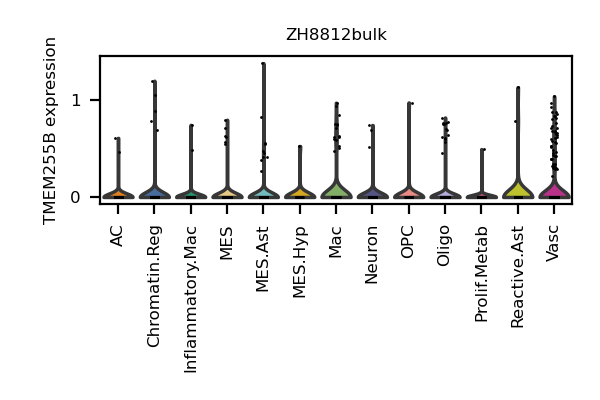 ZH8812bulk
TMEM255B expression
1
0
AC
Chromatin.Reg
Inflammatory.Mac
MES
MES.Ast
MES.Hyp
Mac
Neuron
OPC
Oligo
Prolif.Metab
Reactive.Ast
Vasc